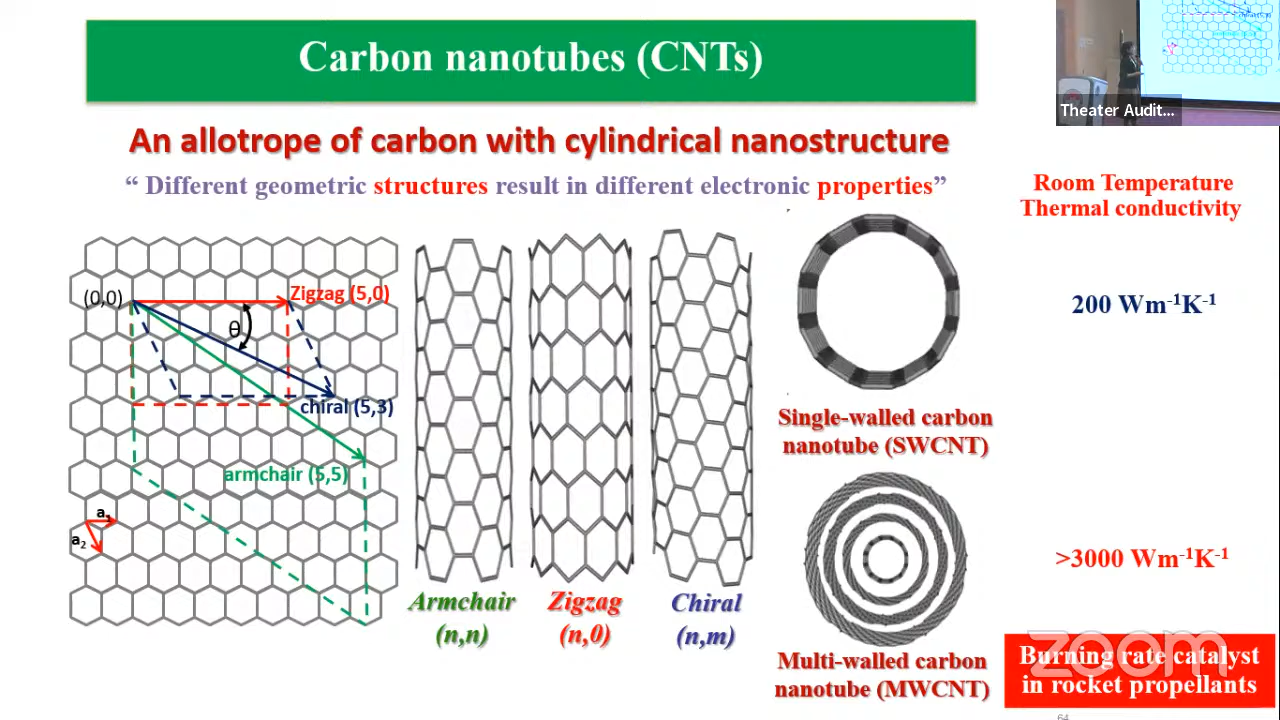 Carbon nanotubes (CNTs)
Theater Audit...
An allotrope of carbon with cylindrical nanostructure
“ Different geometric structures result in different electronic properties”
Room Temperature
Thermal conductivity
(0,0)
Zigzag (5,0)
θ
chiral (5,3)
armchair (5,5)
a₁
a₂
Armchair
(n,n)
Zigzag
(n,0)
Chiral
(n,m)
200 Wm⁻¹K⁻¹
Single-walled carbon
nanotube (SWCNT)
>3000 Wm⁻¹K⁻¹
Multi-walled carbon
nanotube (MWCNT)
zoom
Burning rate catalyst
in rocket propellants
64